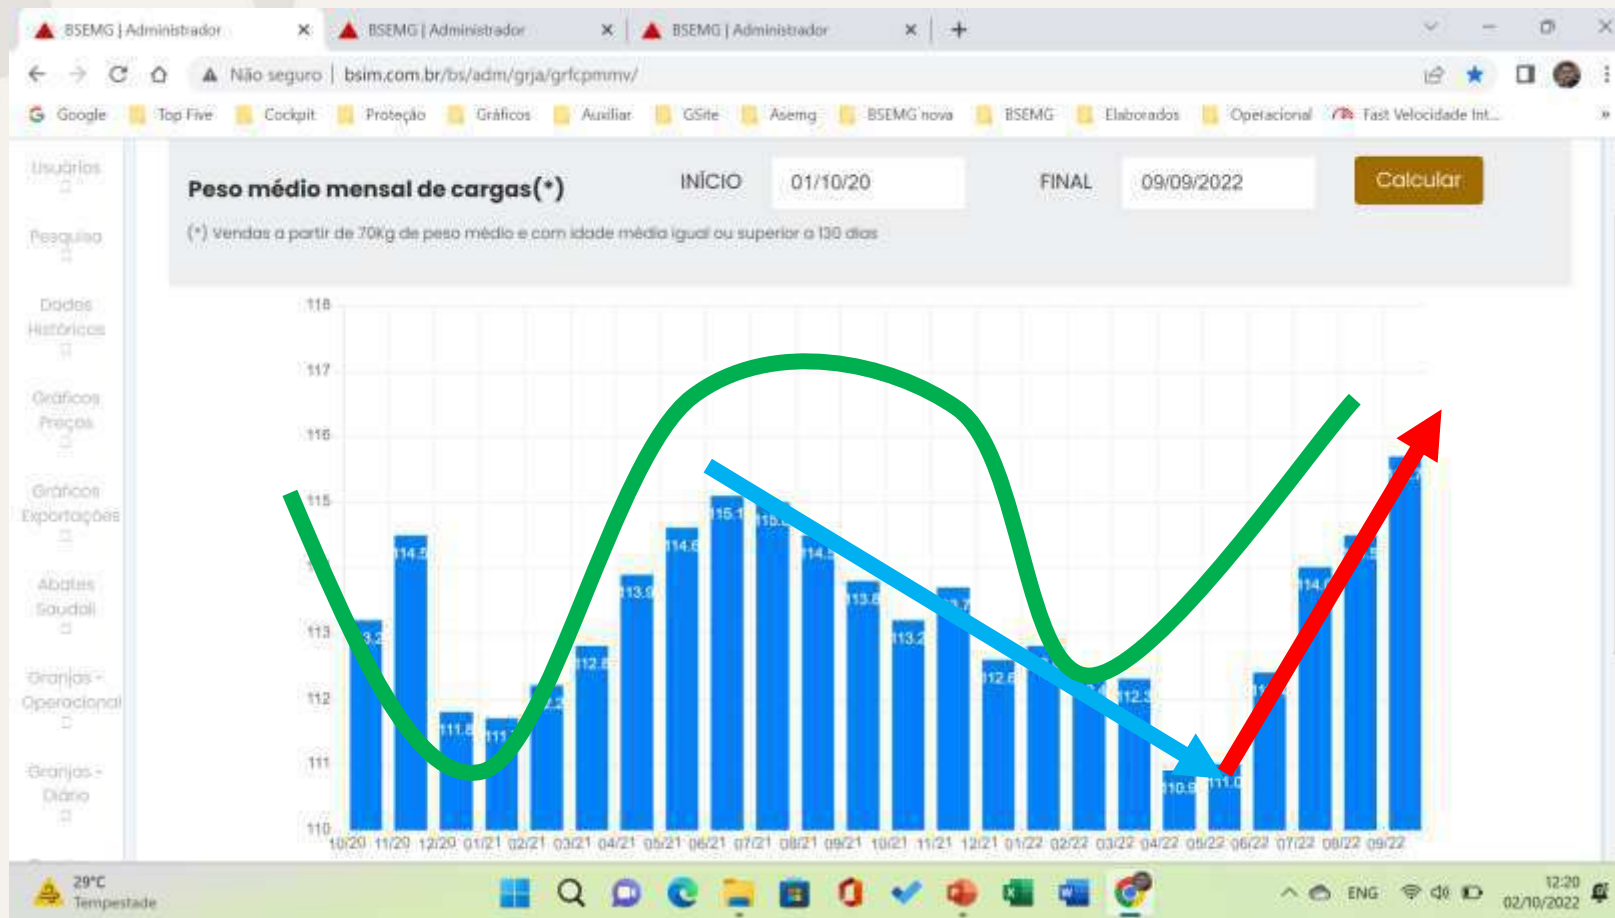 BSEMG | Administrador
BSEMG | Administrador
BSEMG | Administrador
Não seguro | bsim.com.br/bs/adm/grja/grfcpmmv/
Google Top Five Cockpit Proteção Gráficos Auxiliar GSite Asemg BSEMG nova BSEMG Elaborados Operacional Fast Velocidade Int...
Usuários
Pesquisa
Dados
Históricos
Gráficos
Preços
Gráficos
Exportações
Abates
Saudali
Granjas -
Operacional
Granjas -
Diário
Peso médio mensal de cargas(*)
INÍCIO 01/10/20
FINAL 09/09/2022
Calcular
(*) Vendas a partir de 70Kg de peso médio e com idade média igual ou superior a 130 dias
118
117
116
115
113
112
111
110
114.5
111.8
112.8
113.9
114.6
115.1
113.8
113.2
112.6
112.3
110.9
111.0
10/20 11/20 12/20 01/21 02/21 03/21 04/21 05/21 06/21 07/21 08/21 09/21 10/21 11/21 12/21 01/22 02/22 03/22 04/22 05/22 06/22 07/22 08/22 09/22
29°C
Tempestade
ENG
12:20
02/10/2022